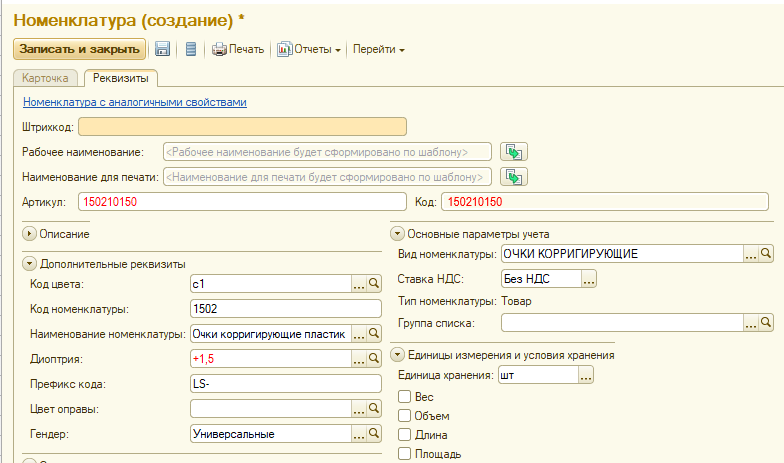 Номенклатура (создание) *
Записать и закрыть Печать Отчеты Перейти
Карточка Реквизиты
Номенклатура с аналогичными свойствами
Штрихкод:
Рабочее наименование: <Рабочее наименование будет сформировано по шаблону>
Наименование для печати: <Наименование для печати будет сформировано по шаблону>
Артикул: 150210150 Код: 150210150
Описание
Дополнительные реквизиты
Код цвета: c1
Код номенклатуры: 1502
Наименование номенклатуры: Очки корригирующие пластик
Диоптрия: +1,5
Префикс кода: LS-
Цвет оправы:
Гендер: Универсальные
Основные параметры учета
Вид номенклатуры: ОЧКИ КОРРИГИРУЮЩИЕ
Ставка НДС: Без НДС
Тип номенклатуры: Товар
Группа списка:
Единицы измерения и условия хранения
Единица хранения: шт
Вес
Объем
Длина
Площадь